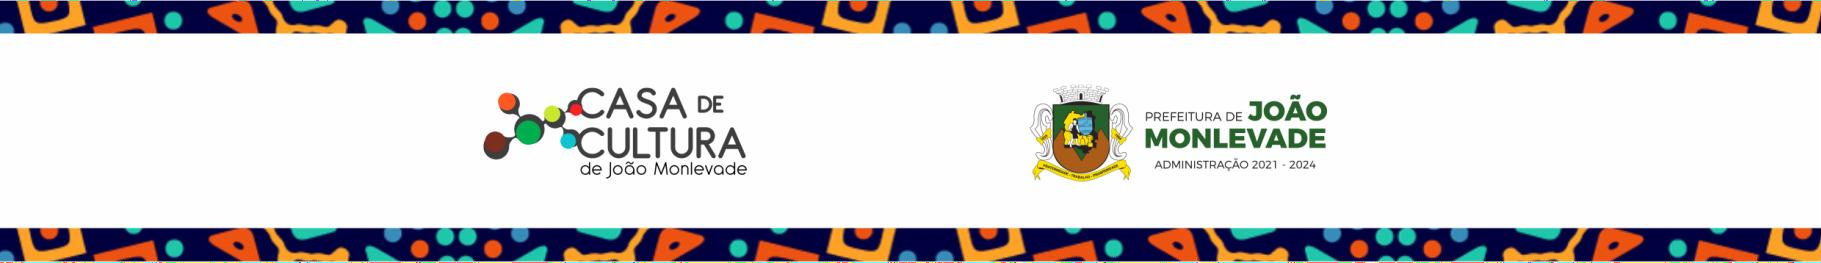 CASA DE
CULTURA
de João Monlevade
PREFEITURA DE JOÃO
MONLEVADE
ADMINISTRAÇÃO 2021 - 2024